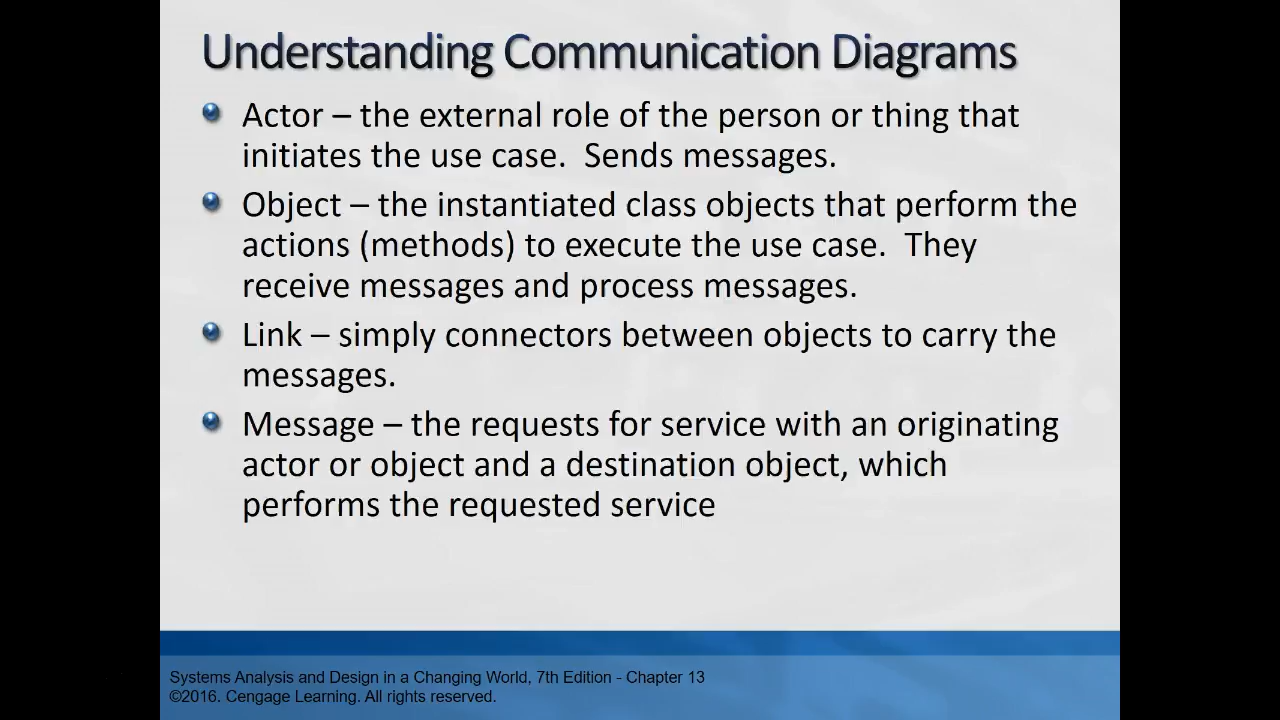 Understanding Communication Diagrams
Actor – the external role of the person or thing that
initiates the use case.  Sends messages.
Object – the instantiated class objects that perform the
actions (methods) to execute the use case.  They
receive messages and process messages.
Link – simply connectors between objects to carry the
messages.
Message – the requests for service with an originating
actor or object and a destination object, which
performs the requested service
Systems Analysis and Design in a Changing World, 7th Edition - Chapter 13
©2016. Cengage Learning. All rights reserved.